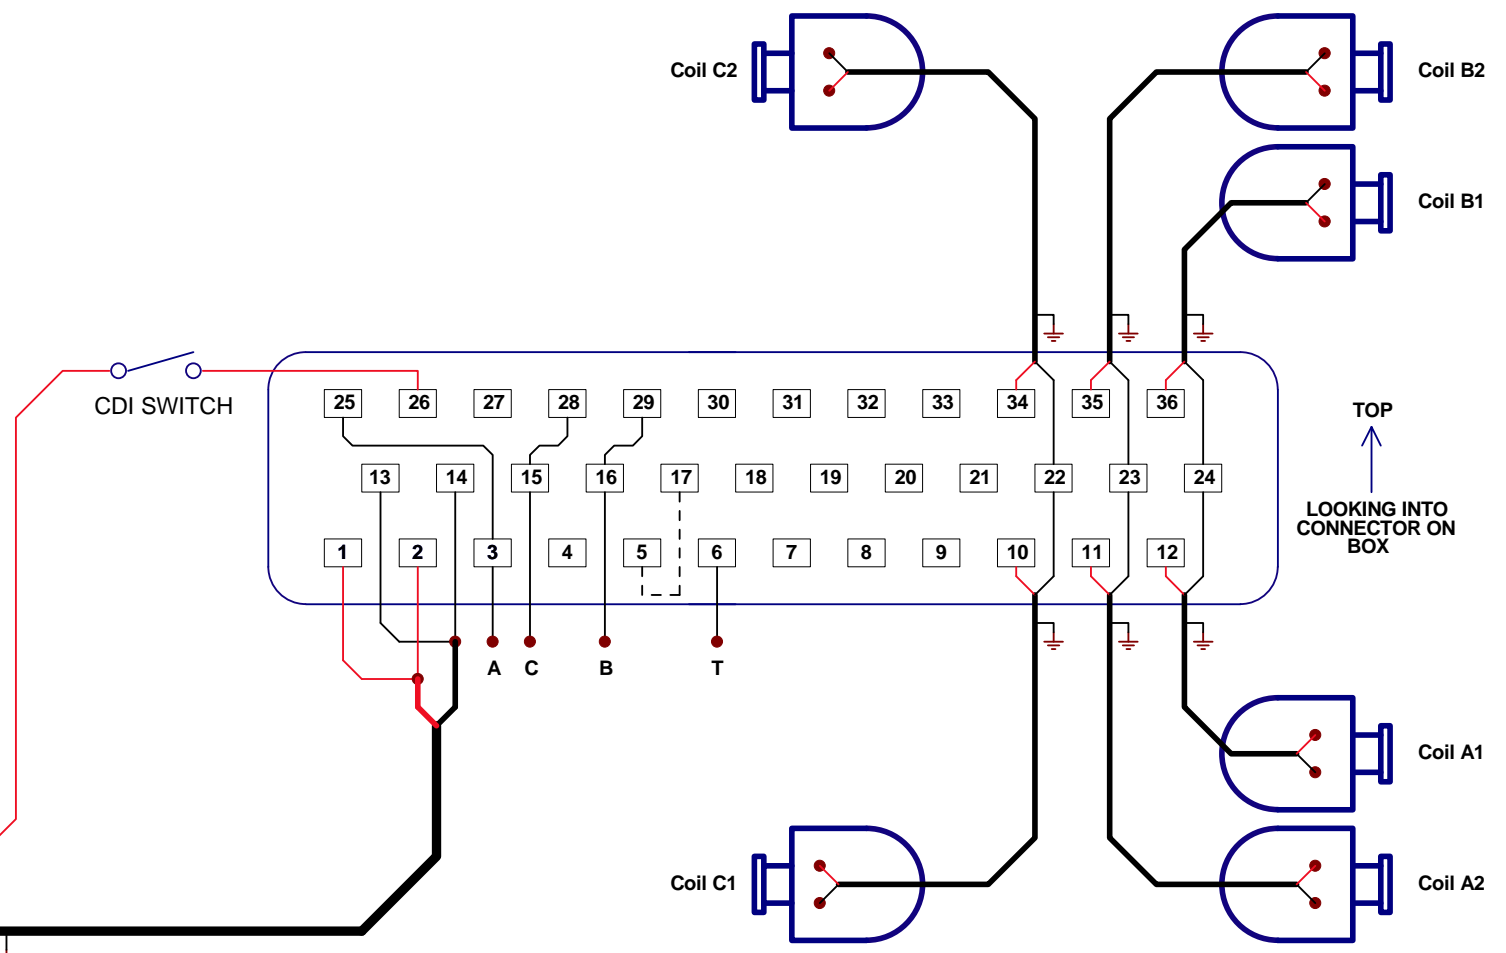 Coil C2
Coil B2
Coil B1
CDI SWITCH
25 26 27 28 29 30 31 32 33 34 35 36
TOP
13 14 15 16 17 18 19 20 21 22 23 24
LOOKING INTO
CONNECTOR ON
BOX
1 2 3 4 5 6 7 8 9 10 11 12
A C B T
Coil A1
Coil C1
Coil A2